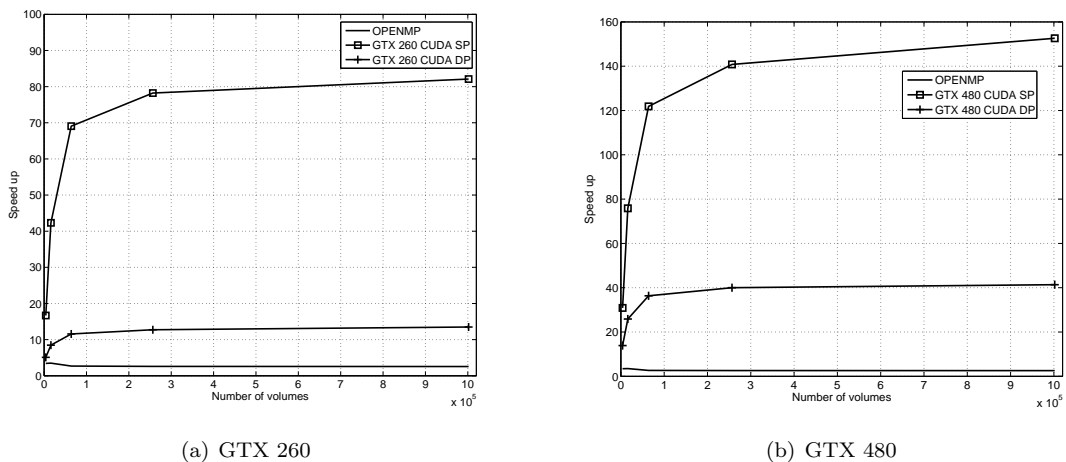 100
90
80
70
60
50
40
30
20
10
0
Speed up
OPENMP
GTX 260 CUDA SP
GTX 260 CUDA DP
0 1 2 3 4 5 6 7 8 9 10
Number of volumes
x 10^5
(a) GTX 260
160
140
120
100
80
60
40
20
0
Speed up
OPENMP
GTX 480 CUDA SP
GTX 480 CUDA DP
0 1 2 3 4 5 6 7 8 9 10
Number of volumes
x 10^5
(b) GTX 480